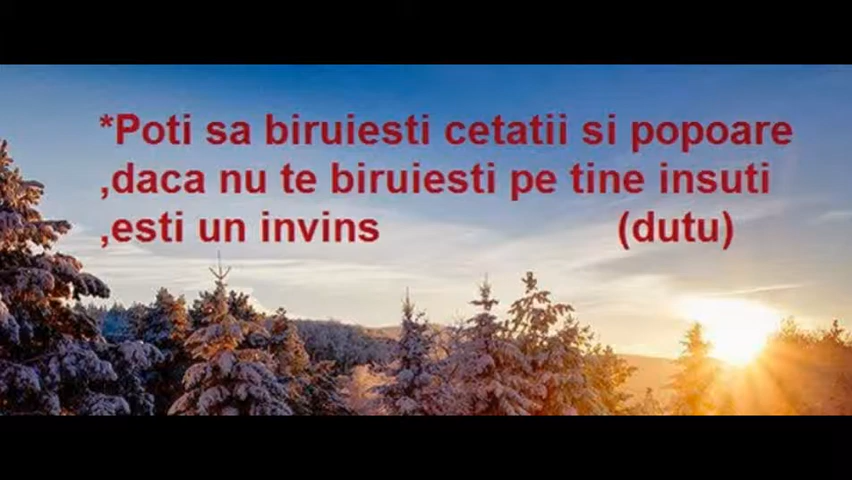 *Poti sa biruiesti cetatii si popoare
,daca nu te biruiesti pe tine insuti
,esti un invins (dutu)